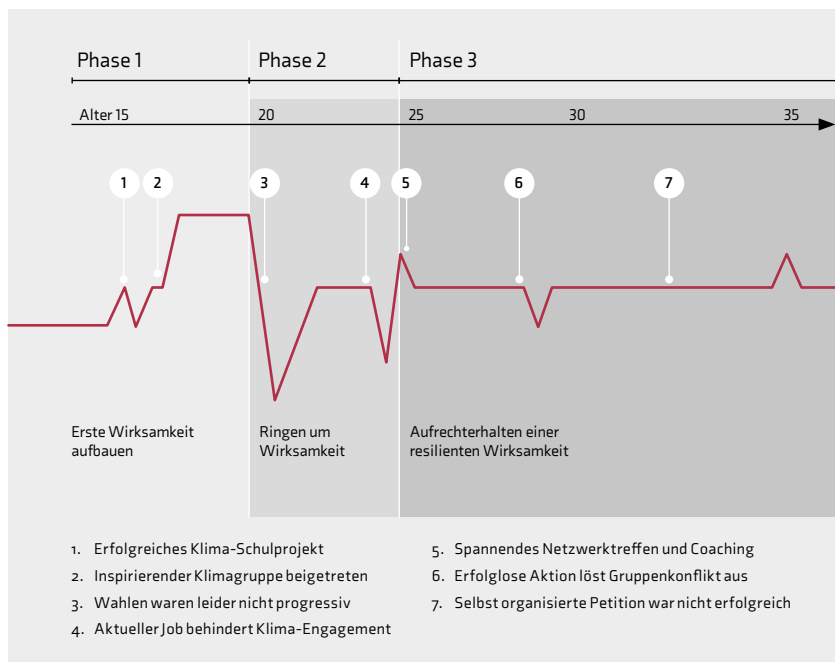 Phase 1 Phase 2 Phase 3
Alter 15 20 25 30 35
1 2 3 4 5 6 7
Erste Wirksamkeit
aufbauen
Ringen um
Wirksamkeit
Aufrechterhalten einer
resilienten Wirksamkeit
1. Erfolgreiches Klima-Schulprojekt
2. Inspirierender Klimagruppe beigetreten
3. Wahlen waren leider nicht progressiv
4. Aktueller Job behindert Klima-Engagement
5. Spannendes Netzwerktreffen und Coaching
6. Erfolglose Aktion löst Gruppenkonflikt aus
7. Selbst organisierte Petition war nicht erfolgreich